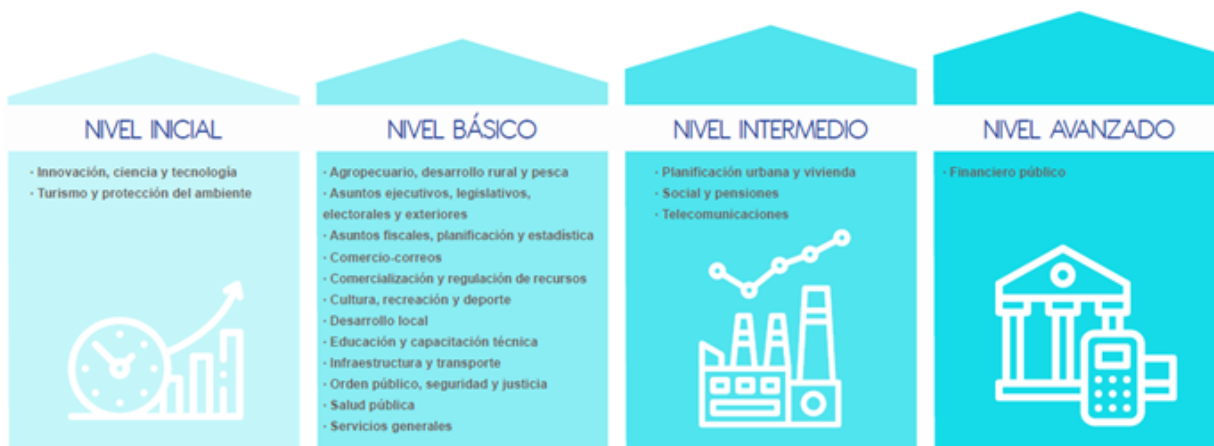 NIVEL INICIAL
· Innovación, ciencia y tecnología
· Turismo y protección del ambiente
NIVEL BÁSICO
· Agropecuario, desarrollo rural y pesca
· Asuntos ejecutivos, legislativos,
electorales y exteriores
· Asuntos fiscales, planificación y estadística
· Comercio-correos
· Comercialización y regulación de recursos
· Cultura, recreación y deporte
· Desarrollo local
· Educación y capacitación técnica
· Infraestructura y transporte
· Orden público, seguridad y justicia
· Salud pública
· Servicios generales
NIVEL INTERMEDIO
· Planificación urbana y vivienda
· Social y pensiones
· Telecomunicaciones
NIVEL AVANZADO
· Financiero público